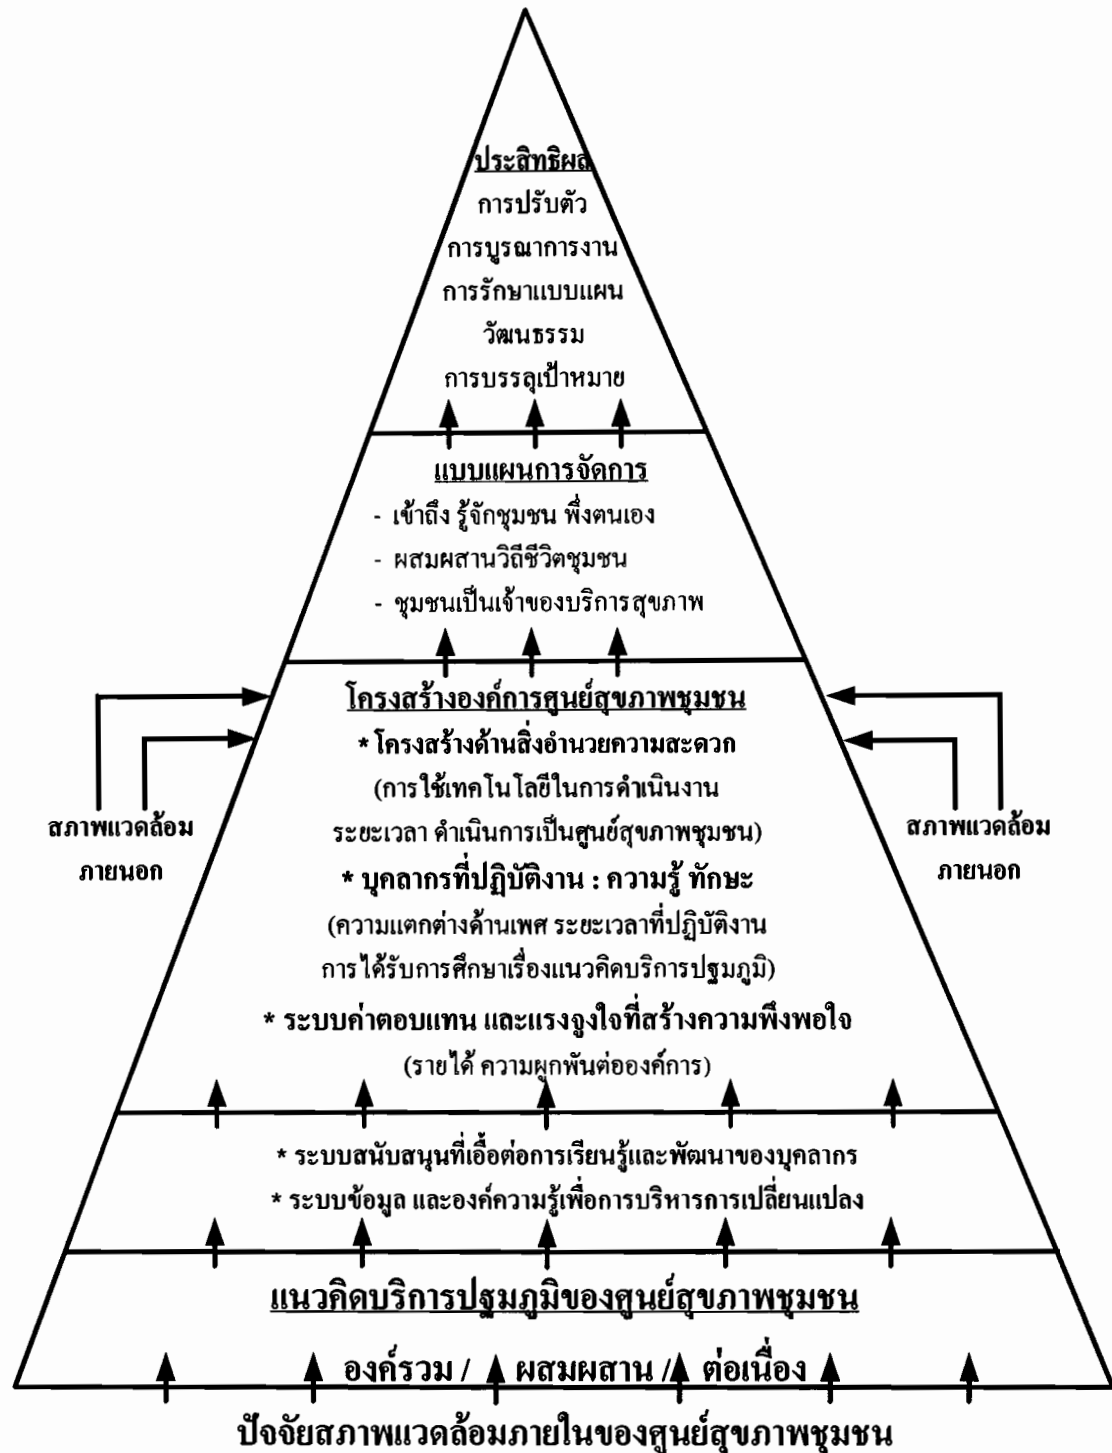 ประสิทธิผล
การปรับตัว
การบูรณาการงาน
การรักษาแบบแผน
วัฒนธรรม
การบรรลุเป้าหมาย
แบบแผนการจัดการ
- เข้าถึง รู้จักชุมชน พึ่งตนเอง
- ผสมผสานวิถีชีวิตชุมชน
- ชุมชนเป็นเจ้าของบริการสุขภาพ
โครงสร้างองค์การศูนย์สุขภาพชุมชน
* โครงสร้างด้านสิ่งอำนวยความสะดวก
(การใช้เทคโนโลยีในการดำเนินงาน
ระยะเวลา ดำเนินการเป็นศูนย์สุขภาพชุมชน)
* บุคลากรที่ปฏิบัติงาน : ความรู้ ทักษะ
(ความแตกต่างด้านเพศ ระยะเวลาที่ปฏิบัติงาน
การได้รับการศึกษาเรื่องแนวคิดบริการปฐมภูมิ)
* ระบบค่าตอบแทน และแรงจูงใจที่สร้างความพึงพอใจ
(รายได้ ความผูกพันต่อองค์การ)
สภาพแวดล้อม
ภายนอก
สภาพแวดล้อม
ภายนอก
* ระบบสนับสนุนที่เอื้อต่อการเรียนรู้และพัฒนาของบุคลากร
* ระบบข้อมูล และองค์ความรู้เพื่อการบริหารการเปลี่ยนแปลง
แนวคิดบริการปฐมภูมิของศูนย์สุขภาพชุมชน
องค์รวม / ผสมผสาน / ต่อเนื่อง
ปัจจัยสภาพแวดล้อมภายในของศูนย์สุขภาพชุมชน